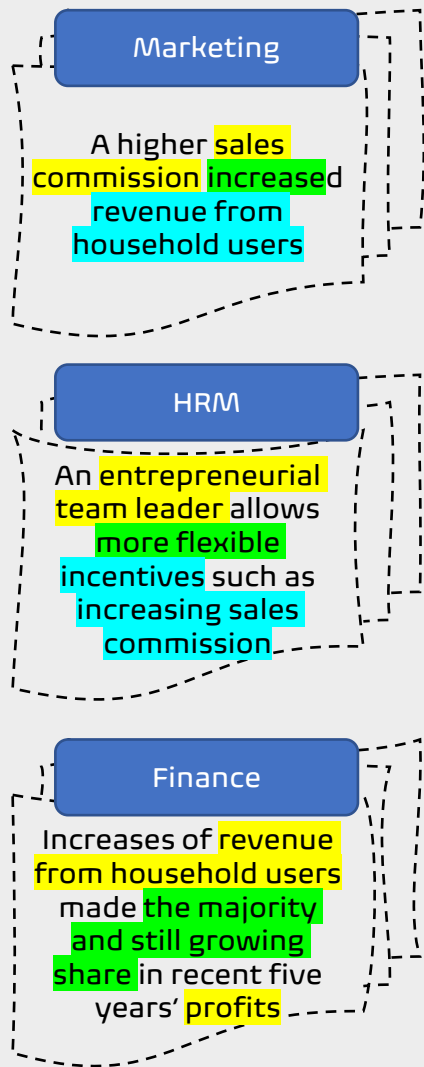 Marketing
A higher sales
commission increased
revenue from
household users
HRM
An entrepreneurial
team leader allows
more flexible
incentives such as
increasing sales
commission
Finance
Increases of revenue
from household users
made the majority
and still growing
share in recent five
years' profits